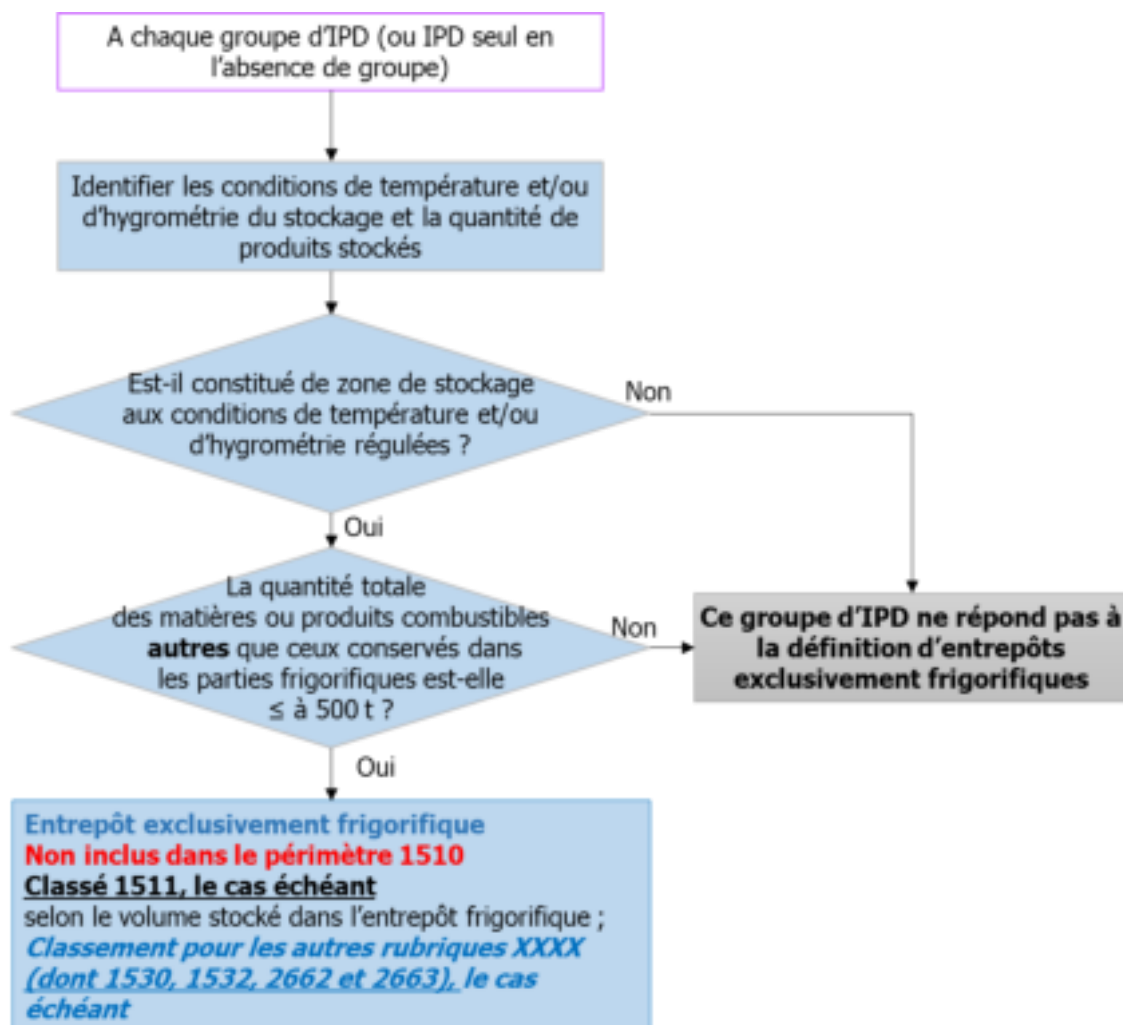 A chaque groupe d'IPD (ou IPD seul en
l'absence de groupe)
Identifier les conditions de température et/ou
d'hygrométrie du stockage et la quantité de
produits stockés
Est-il constitué de zone de stockage
aux conditions de température et/ou
d'hygrométrie régulées ?
Non
Oui
La quantité totale
des matières ou produits combustibles
autres que ceux conservés dans
les parties frigorifiques est-elle
≤ à 500 t ?
Non
Ce groupe d'IPD ne répond pas à
la définition d'entrepôts
exclusivement frigorifiques
Oui
Entrepôt exclusivement frigorifique
Non inclus dans le périmètre 1510
Classé 1511, le cas échéant
selon le volume stocké dans l'entrepôt frigorifique ;
Classement pour les autres rubriques XXXX
(dont 1530, 1532, 2662 et 2663), le cas
échéant